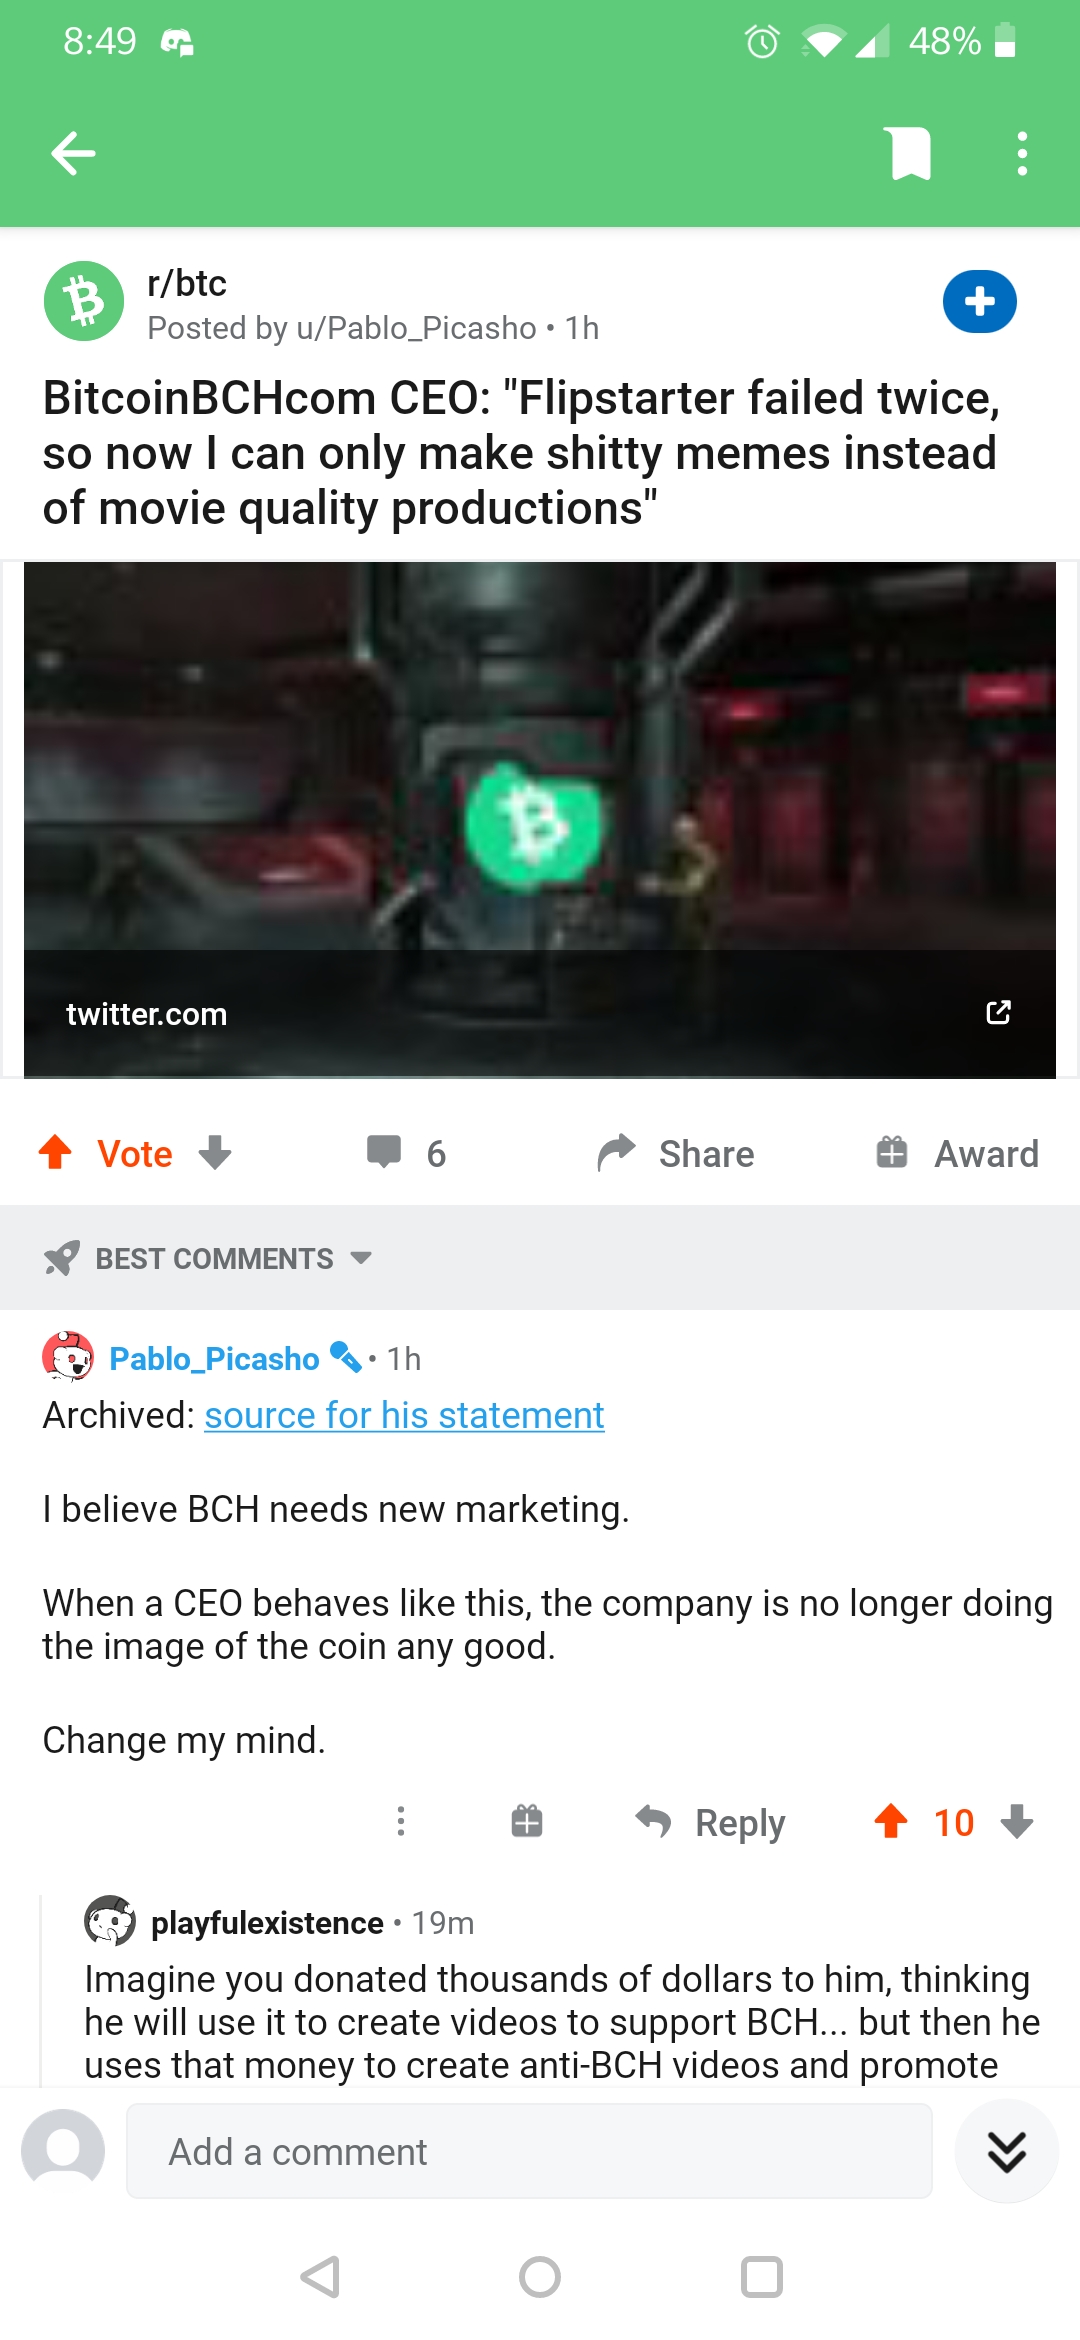 8:49
48%
r/btc
Posted by u/Pablo_Picasho • 1h
BitcoinBCHcom CEO: "Flipstarter failed twice,
so now I can only make shitty memes instead
of movie quality productions"
twitter.com
Vote
6
Share
Award
BEST COMMENTS
Pablo_Picasho • 1h
Archived: source for his statement
I believe BCH needs new marketing.
When a CEO behaves like this, the company is no longer doing
the image of the coin any good.
Change my mind.
Reply
10
playfulexistence • 19m
Imagine you donated thousands of dollars to him, thinking
he will use it to create videos to support BCH... but then he
uses that money to create anti-BCH videos and promote
Add a comment